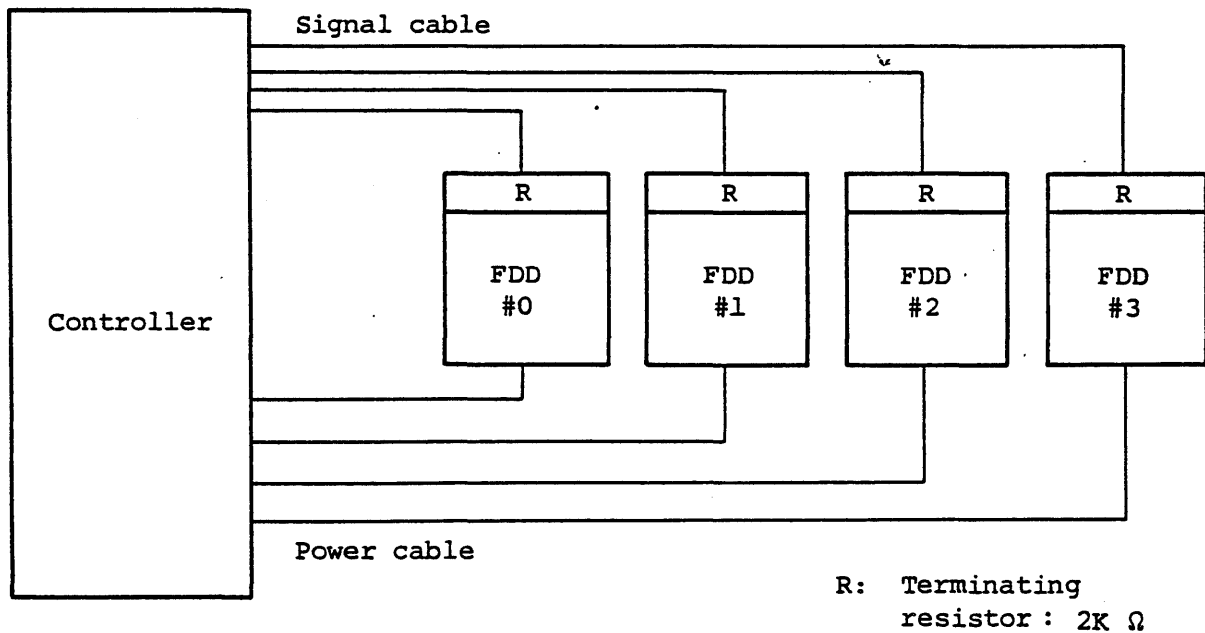 Signal cable
R
R
R
R
FDD
#0
FDD
#1
FDD
#2
FDD
#3
Controller
Power cable
R: Terminating
resistor: 2K Ω